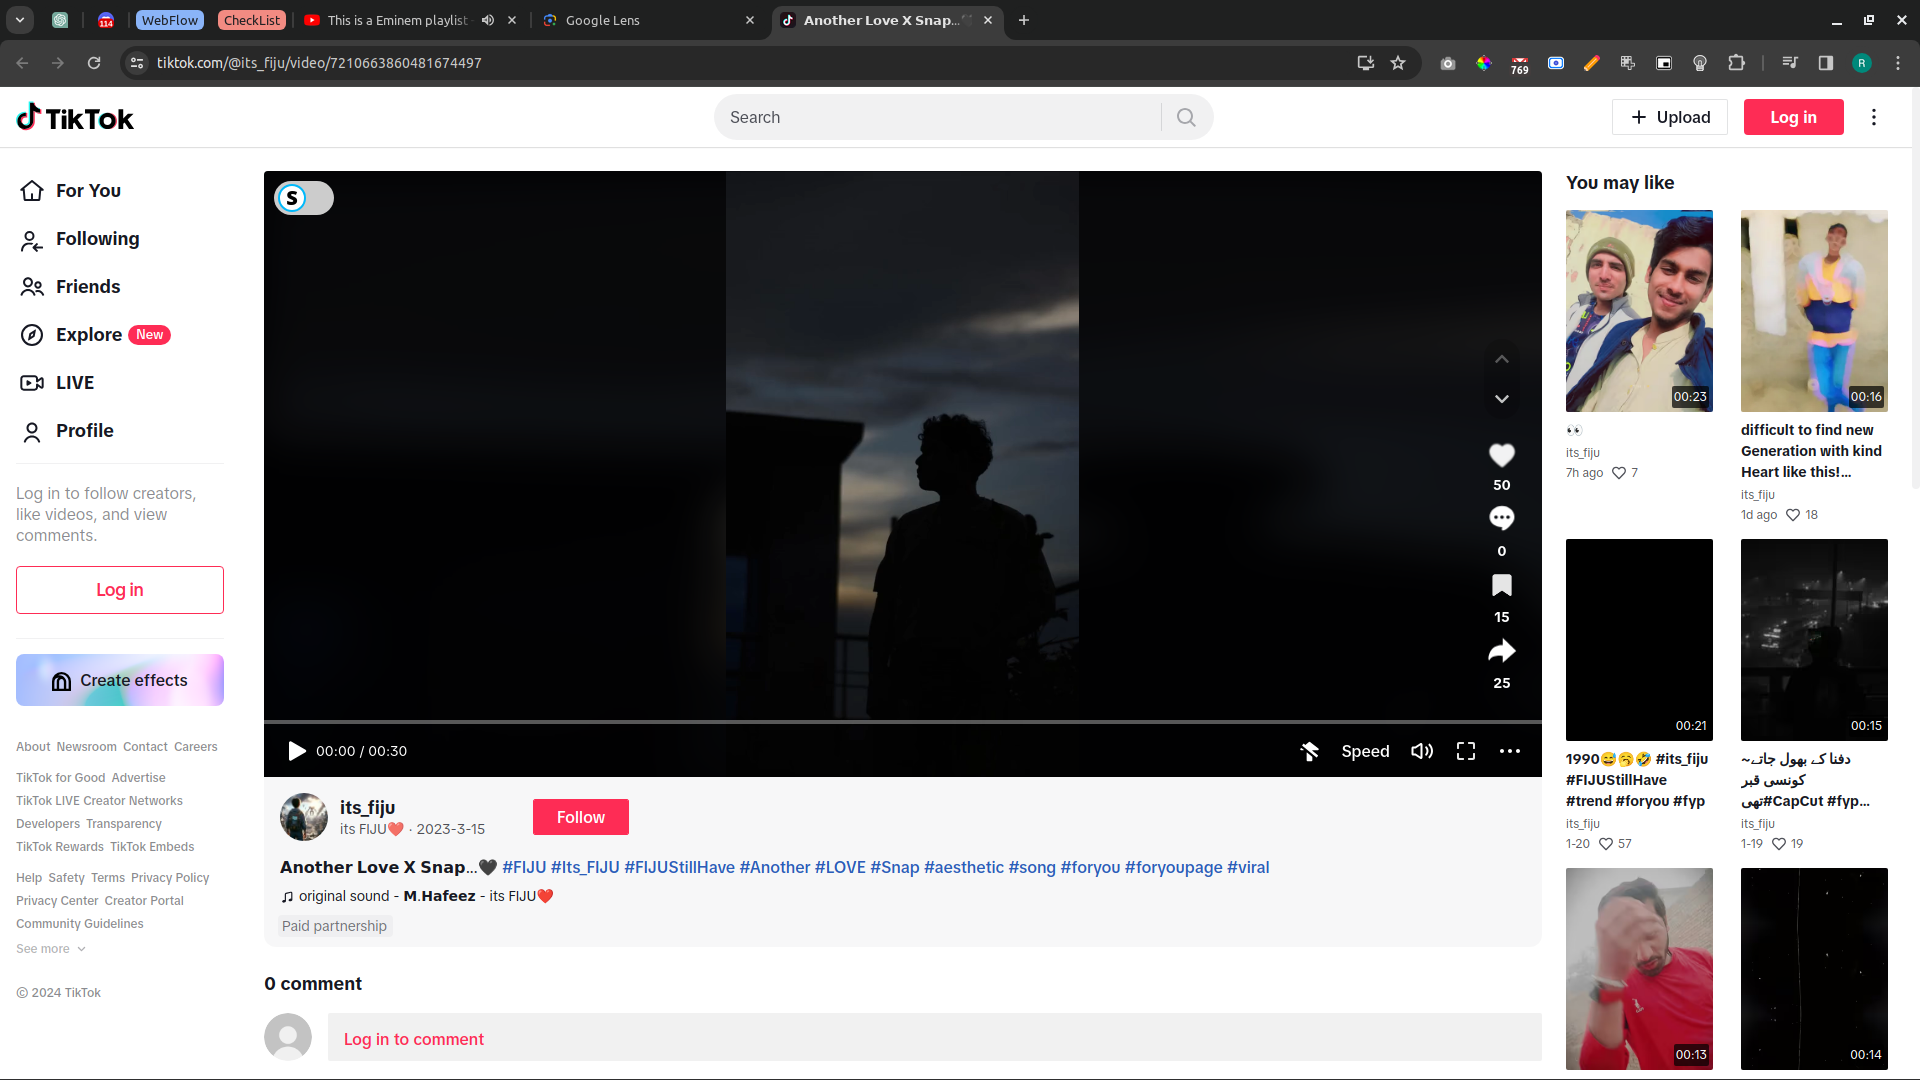 WebFlow
CheckList
This is a Eminem playlist
Google Lens
Another Love X Snap...🖤
114
tiktok.com/@its_fiju/video/7210663860481674497
769
R
TikTok
Search
Upload
Log in
For You
Following
Friends
Explore New
LIVE
Profile
Log in to follow creators,
like videos, and view
comments.
Log in
Create effects
About Newsroom Contact Careers
TikTok for Good Advertise
TikTok LIVE Creator Networks
Developers Transparency
TikTok Rewards TikTok Embeds
Help Safety Terms Privacy Policy
Privacy Center Creator Portal
Community Guidelines
See more
© 2024 TikTok
S
50
0
15
25
00:00 / 00:30
Speed
its_fiju
its FIJU❤️ · 2023-3-15
Follow
Another Love X Snap...🖤 #FIJU #Its_FIJU #FIJUStillHave #Another #LOVE #Snap #aesthetic #song #foryou #foryoupage #viral
original sound - M.Hafeez - its FIJU❤️
Paid partnership
0 comment
Log in to comment
You may like
00:23
👀
its_fiju
7h ago 7
00:16
difficult to find new
Generation with kind
Heart like this!...
its_fiju
1d ago 18
00:21
1990😅🥱🤣 #its_fiju
#FIJUStillHave
#trend #foryou #fyp
its_fiju
1-20 57
00:15
~دفنا کے بھول جاتے
کونسی قبر
تھی#CapCut #fyp...
its_fiju
1-19 19
00:13
00:14